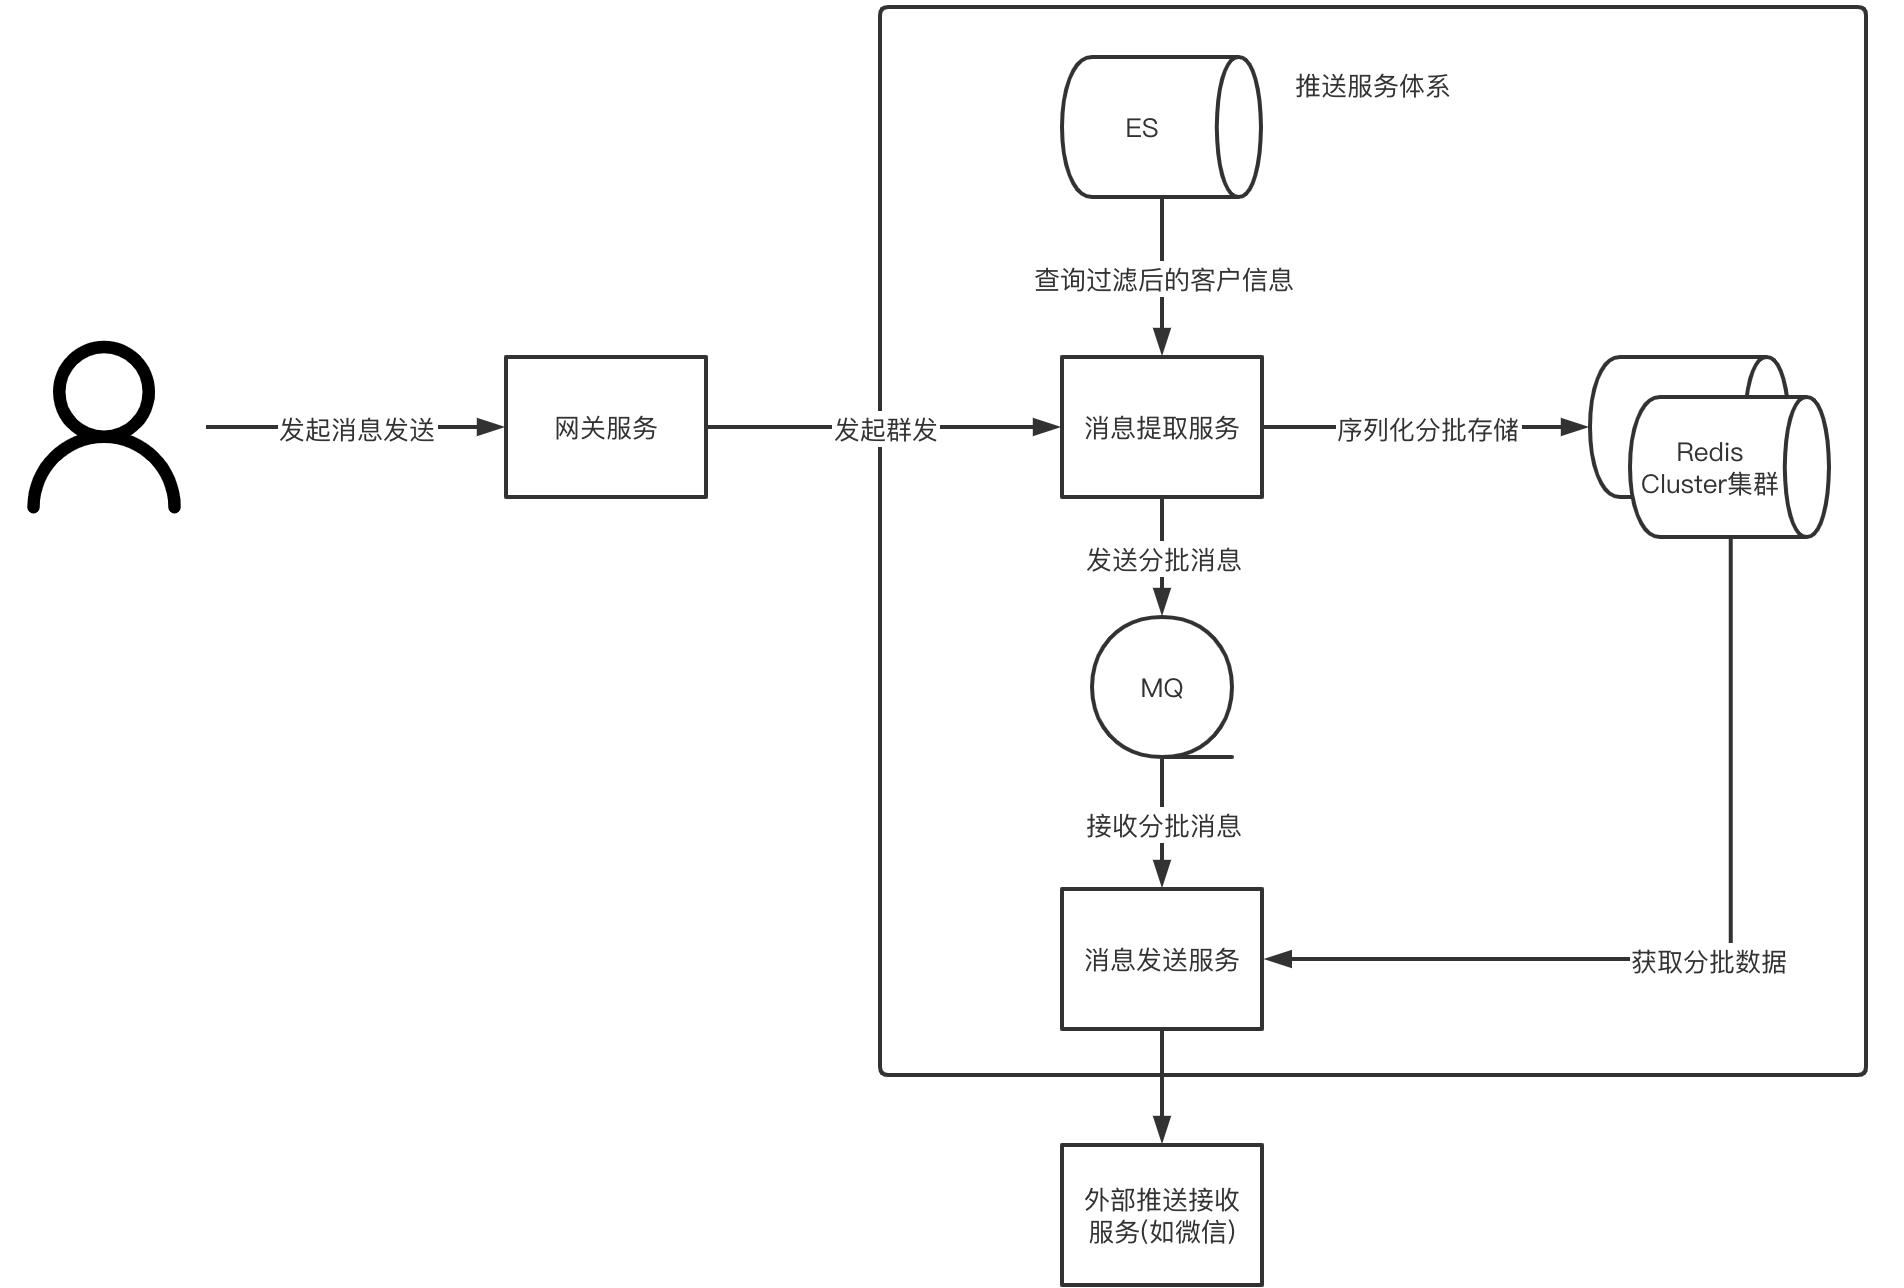 推送服务体系
ES
查询过滤后的客户信息
发起消息发送
网关服务
发起群发
消息提取服务
序列化分批存储
Redis
Cluster集群
发送分批消息
MQ
接收分批消息
消息发送服务
获取分批数据
外部推送接收
服务(如微信)